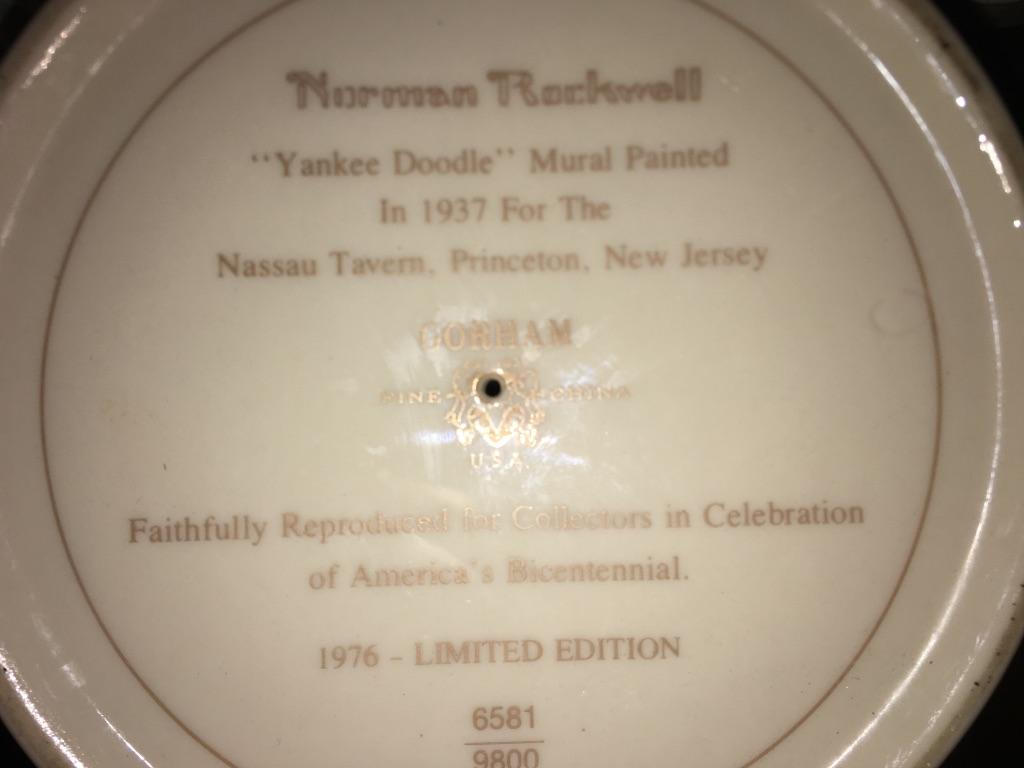 Norman Rockwell
“Yankee Doodle” Mural Painted
In 1937 For The
Nassau Tavern, Princeton, New Jersey
GORHAM
FINE CHINA
U.S.A.
Faithfully Reproduced for Collectors in Celebration
of America's Bicentennial.
1976 - LIMITED EDITION
6581
9800